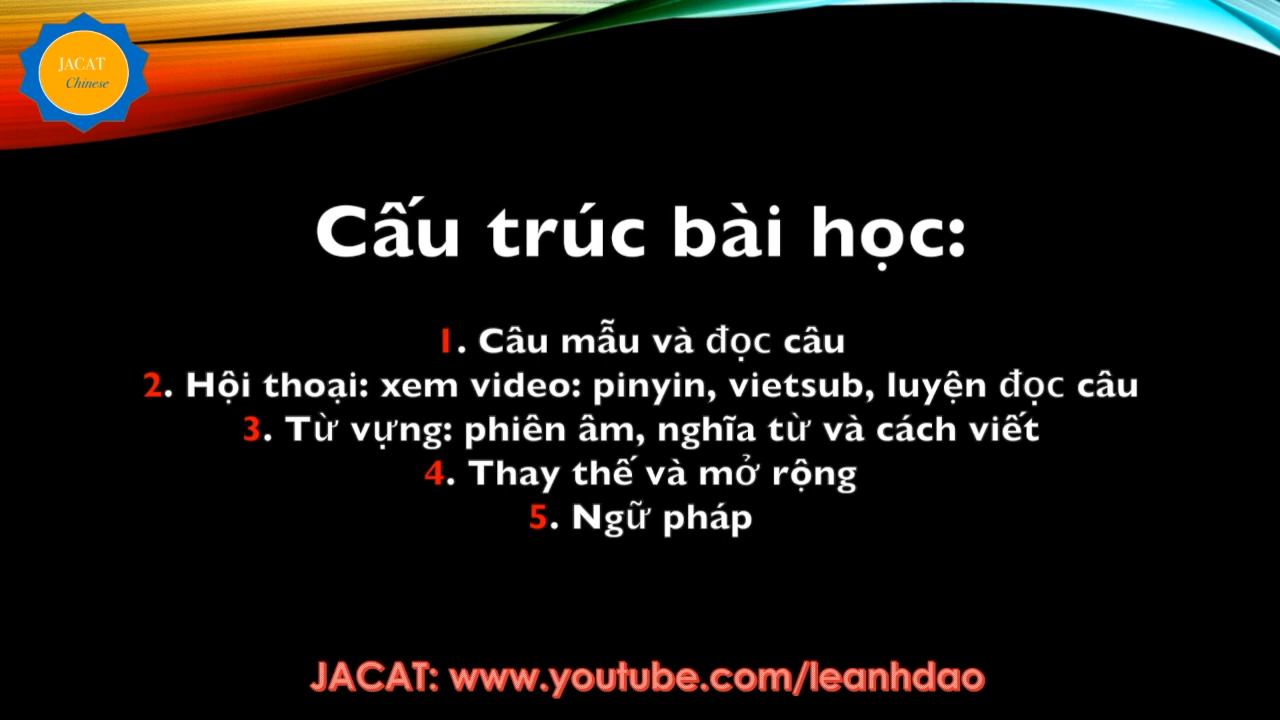 JACAT
Chinese
Cấu trúc bài học:
1. Câu mẫu và đọc câu
2. Hội thoại: xem video: pinyin, vietsub, luyện đọc câu
3. Từ vựng: phiên âm, nghĩa từ và cách viết
4. Thay thế và mở rộng
5. Ngữ pháp
JACAT: www.youtube.com/leanhdao